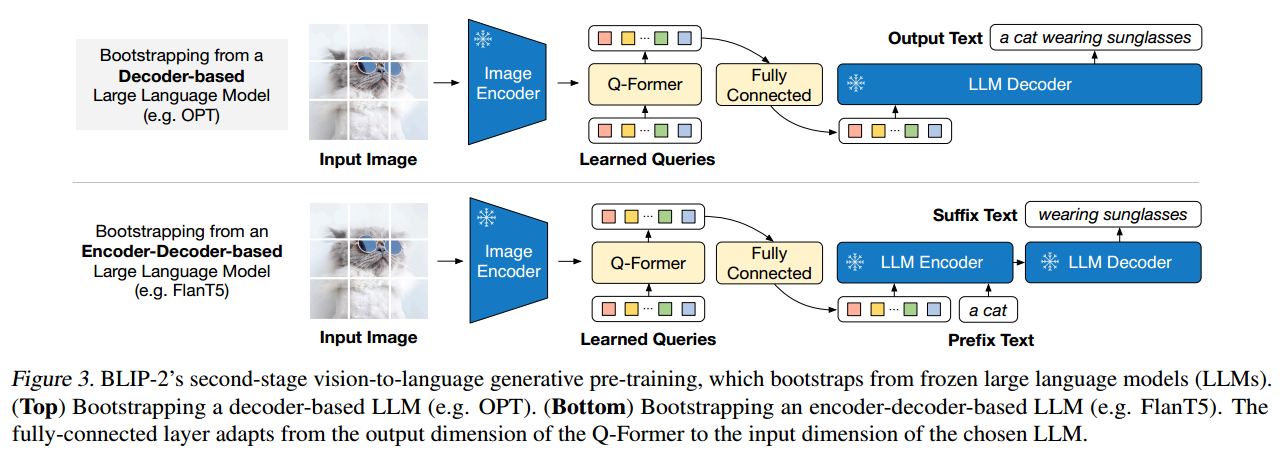 Bootstrapping from a
Decoder-based
Large Language Model
(e.g. OPT)
Input Image
Image
Encoder
Q-Former
Learned Queries
Fully
Connected
Output Text
a cat wearing sunglasses
LLM Decoder
Bootstrapping from an
Encoder-Decoder-based
Large Language Model
(e.g. FlanT5)
Input Image
Image
Encoder
Q-Former
Learned Queries
Fully
Connected
Suffix Text
wearing sunglasses
LLM Encoder
LLM Decoder
a cat
Prefix Text
Figure 3. BLIP-2's second-stage vision-to-language generative pre-training, which bootstraps from frozen large language models (LLMs).
(Top) Bootstrapping a decoder-based LLM (e.g. OPT). (Bottom) Bootstrapping an encoder-decoder-based LLM (e.g. FlanT5). The
fully-connected layer adapts from the output dimension of the Q-Former to the input dimension of the chosen LLM.